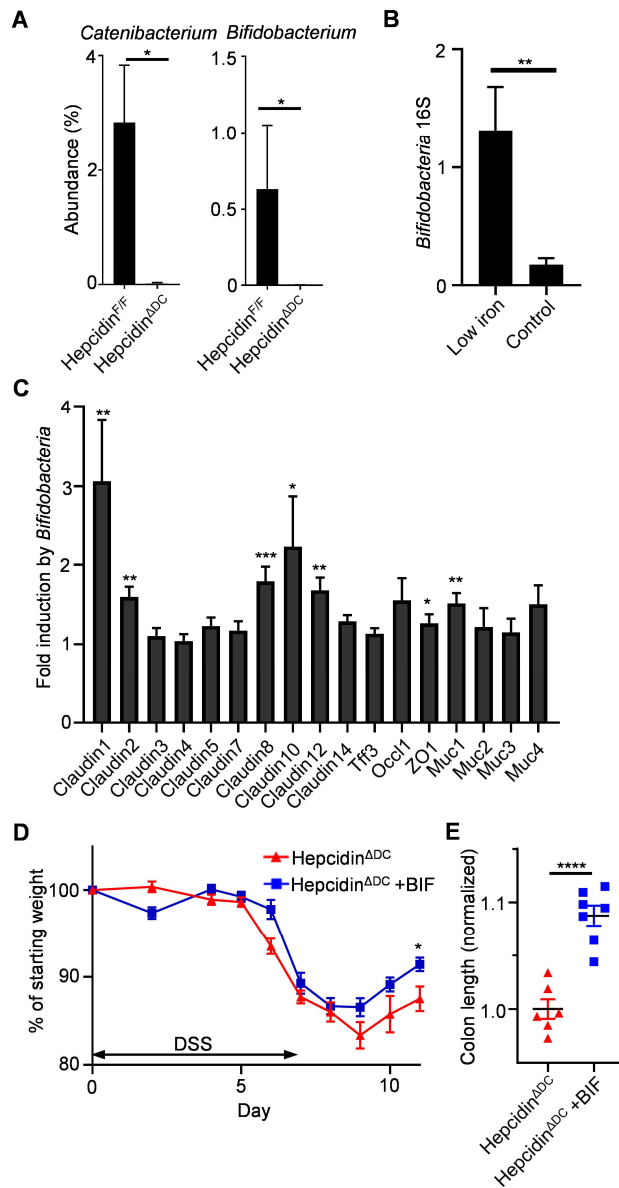 A
Catenibacterium Bifidobacterium
*
*
Abundance (%)
4
2
0
1.5
1.0
0.5
0
Hepcidin^F/F
Hepcidin^ΔDC
Hepcidin^F/F
Hepcidin^ΔDC
B
**
Bifidobacteria 16S
2
1
0
Low iron
Control
C
Fold induction by Bifidobacteria
4
3
2
1
0
**
**
***
*
**
*
**
Claudin1
Claudin2
Claudin3
Claudin4
Claudin5
Claudin7
Claudin8
Claudin10
Claudin12
Claudin14
Tff3
Occl1
ZO1
Muc1
Muc2
Muc3
Muc4
D
Hepcidin^ΔDC
Hepcidin^ΔDC +BIF
% of starting weight
100
90
80
*
DSS
0
5
10
Day
E
****
Colon length (normalized)
1.1
1.0
Hepcidin^ΔDC
Hepcidin^ΔDC +BIF